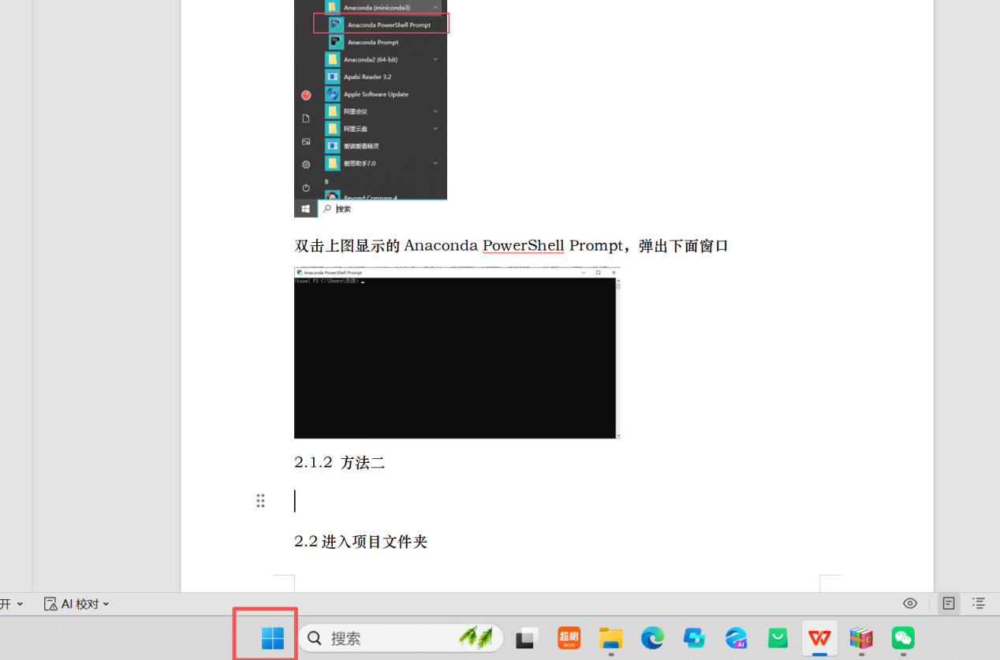 Anaconda (miniconda3)
Anaconda PowerShell Prompt
Anaconda Prompt
Anaconda2 (64-bit)
Apabi Reader 3.2
Apple Software Update
阿里会议
阿里云盘
爱读爱看精灵
爱思助手7.0
B
Beyond Compare 4
搜索
双击上图显示的 Anaconda PowerShell Prompt，弹出下面窗口
Anaconda PowerShell Prompt
(base) PS C:\Users\
2.1.2 方法二
2.2 进入项目文件夹
开
AI 校对
搜索
BOX
AI